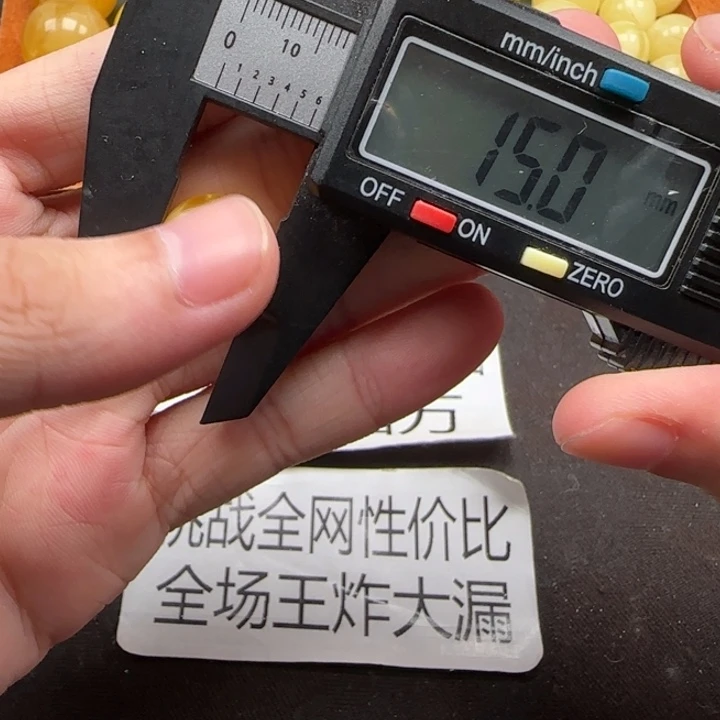 0 10
1 2 3 4 5 6
mm/inch
15.0 mm
OFF
ON
ZERO
方
挑战全网性价比
全场王炸大漏